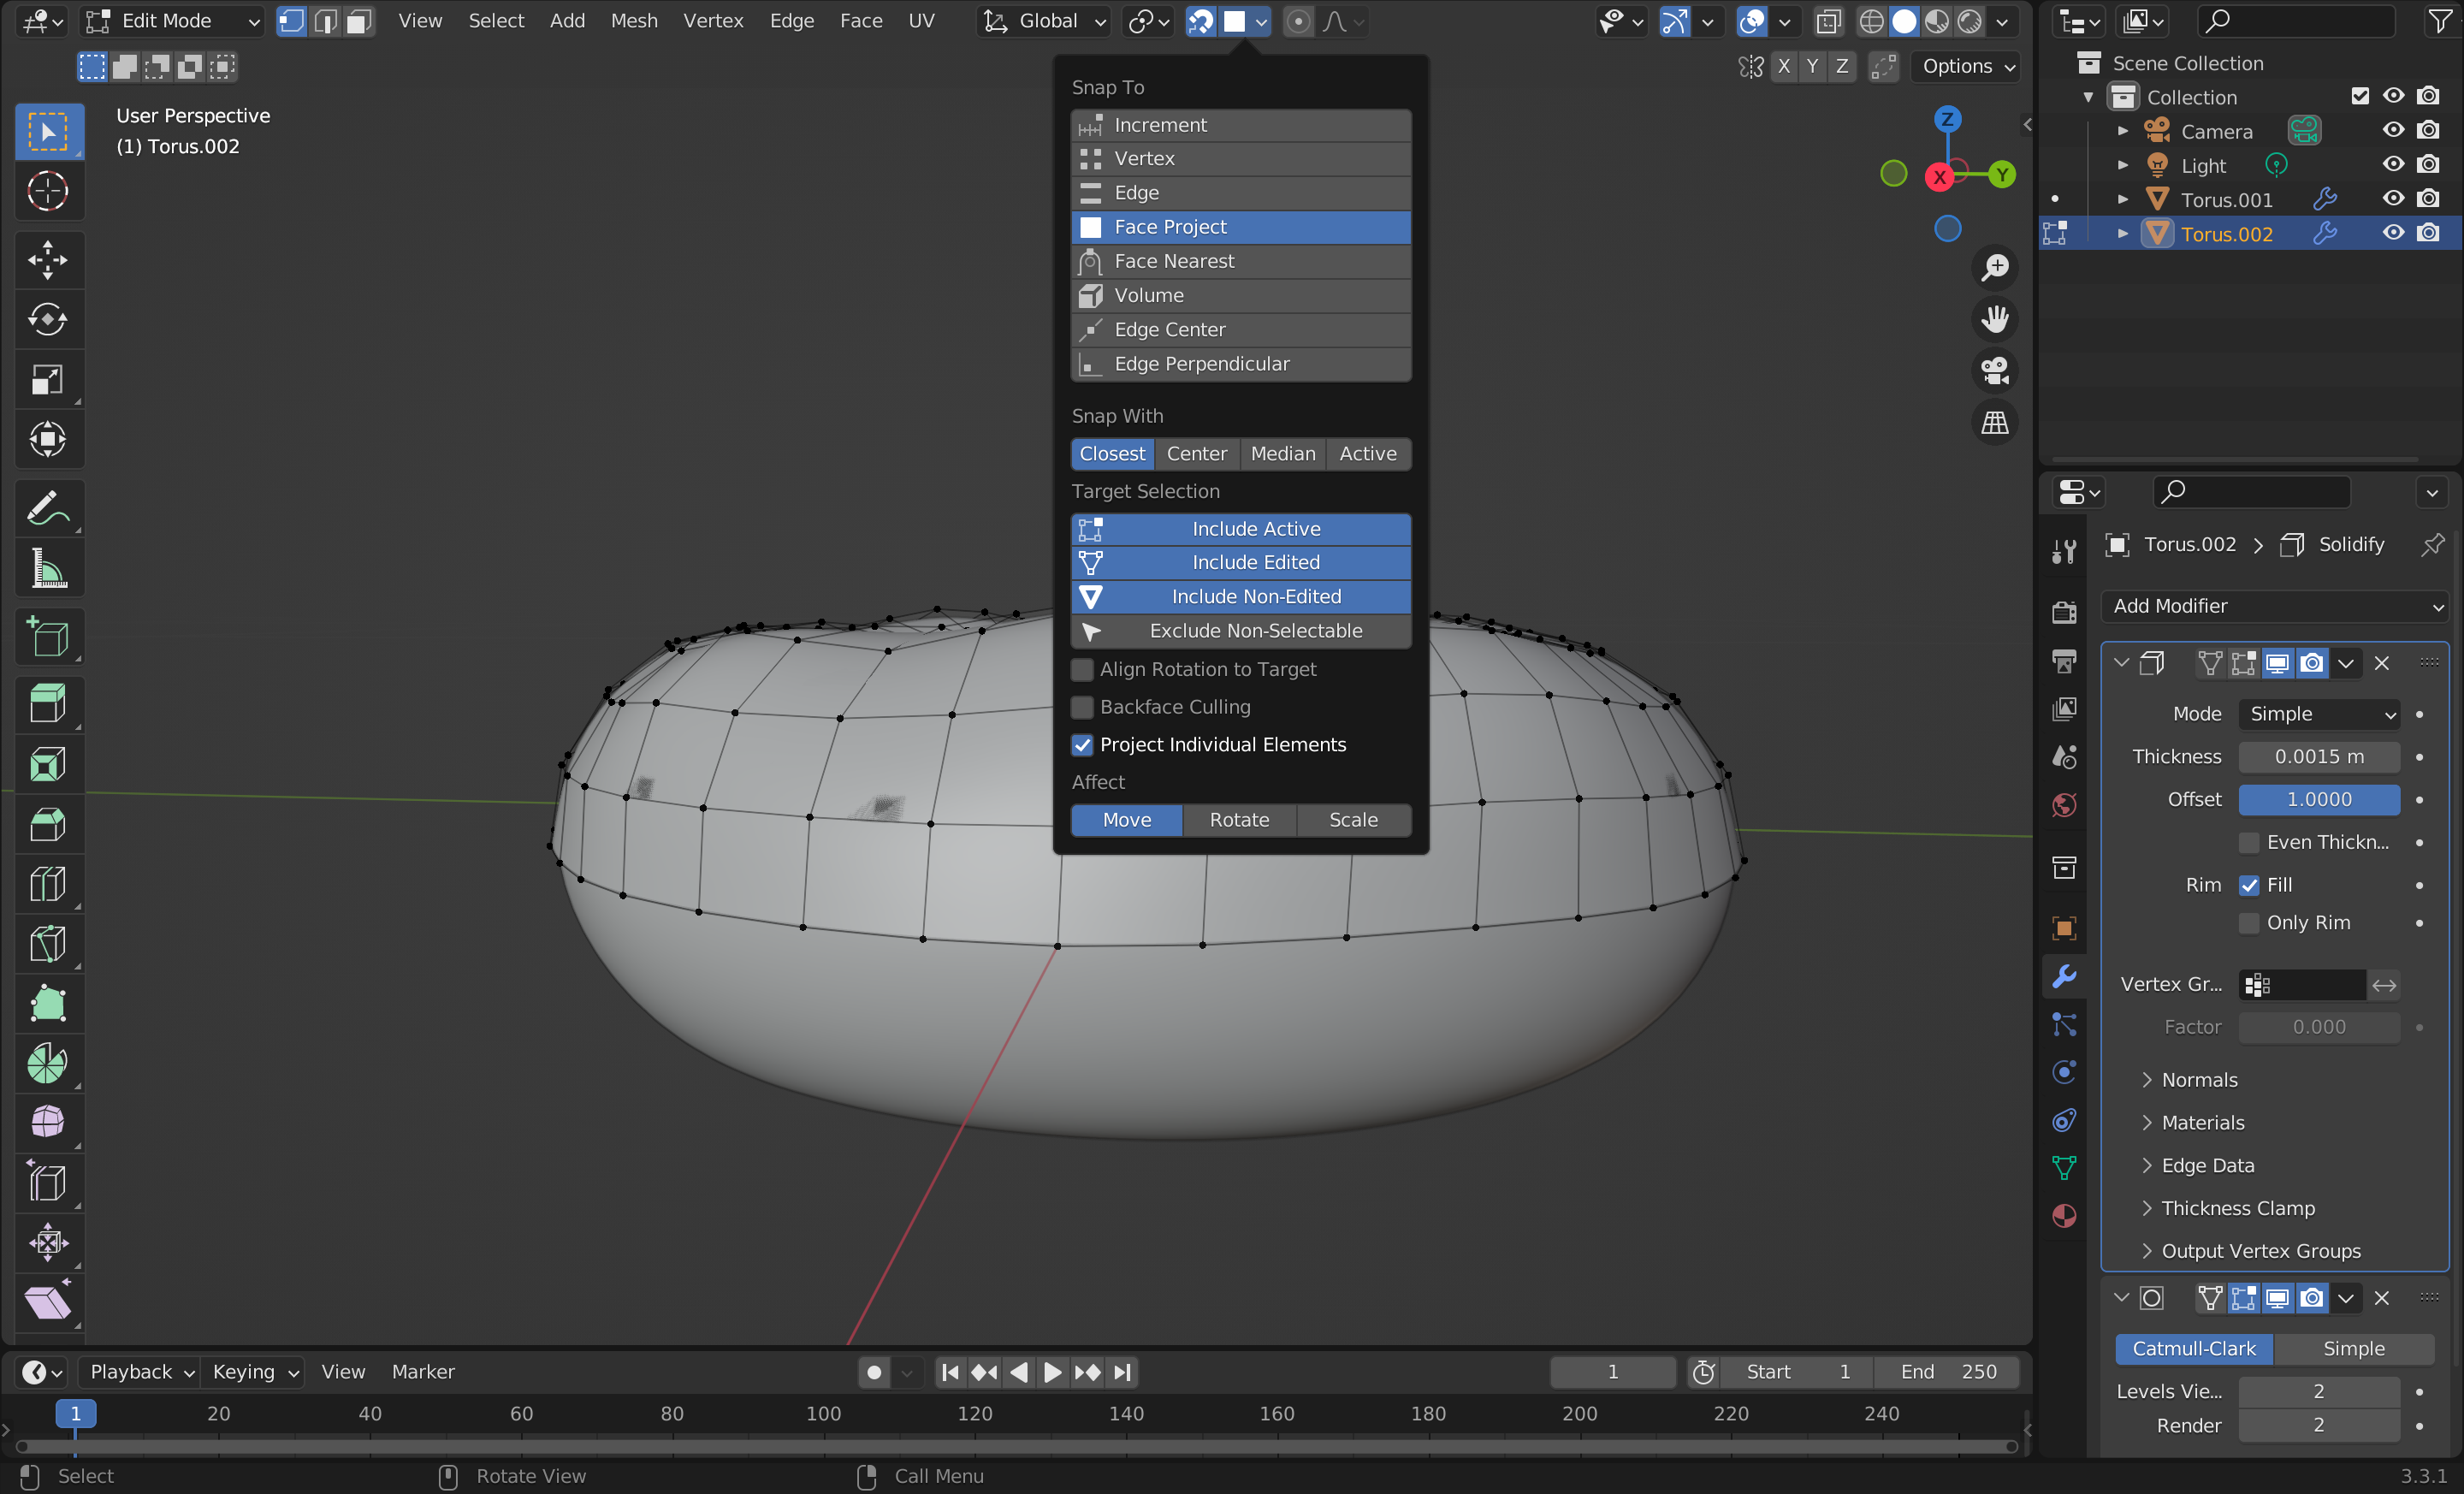 Edit Mode View Select Add Mesh Vertex Edge Face UV Global
X Y Z Options
User Perspective
(1) Torus.002
Z
X
Y
Snap To
Increment
Vertex
Edge
Face Project
Face Nearest
Volume
Edge Center
Edge Perpendicular
Snap With
Closest Center Median Active
Target Selection
Include Active
Include Edited
Include Non-Edited
Exclude Non-Selectable
Align Rotation to Target
Backface Culling
Project Individual Elements
Affect
Move Rotate Scale
Scene Collection
Collection
Camera
Light
Torus.001
Torus.002
Torus.002 Solidify
Add Modifier
Mode Simple
Thickness 0.0015 m
Offset 1.0000
Even Thickn...
Rim Fill
Only Rim
Vertex Gr...
Factor 0.000
Normals
Materials
Edge Data
Thickness Clamp
Output Vertex Groups
Catmull-Clark Simple
Levels Vie... 2
Render 2
Playback Keying View Marker 1 Start 1 End 250
1 20 40 60 80 100 120 140 160 180 200 220 240
Select Rotate View Call Menu 3.3.1